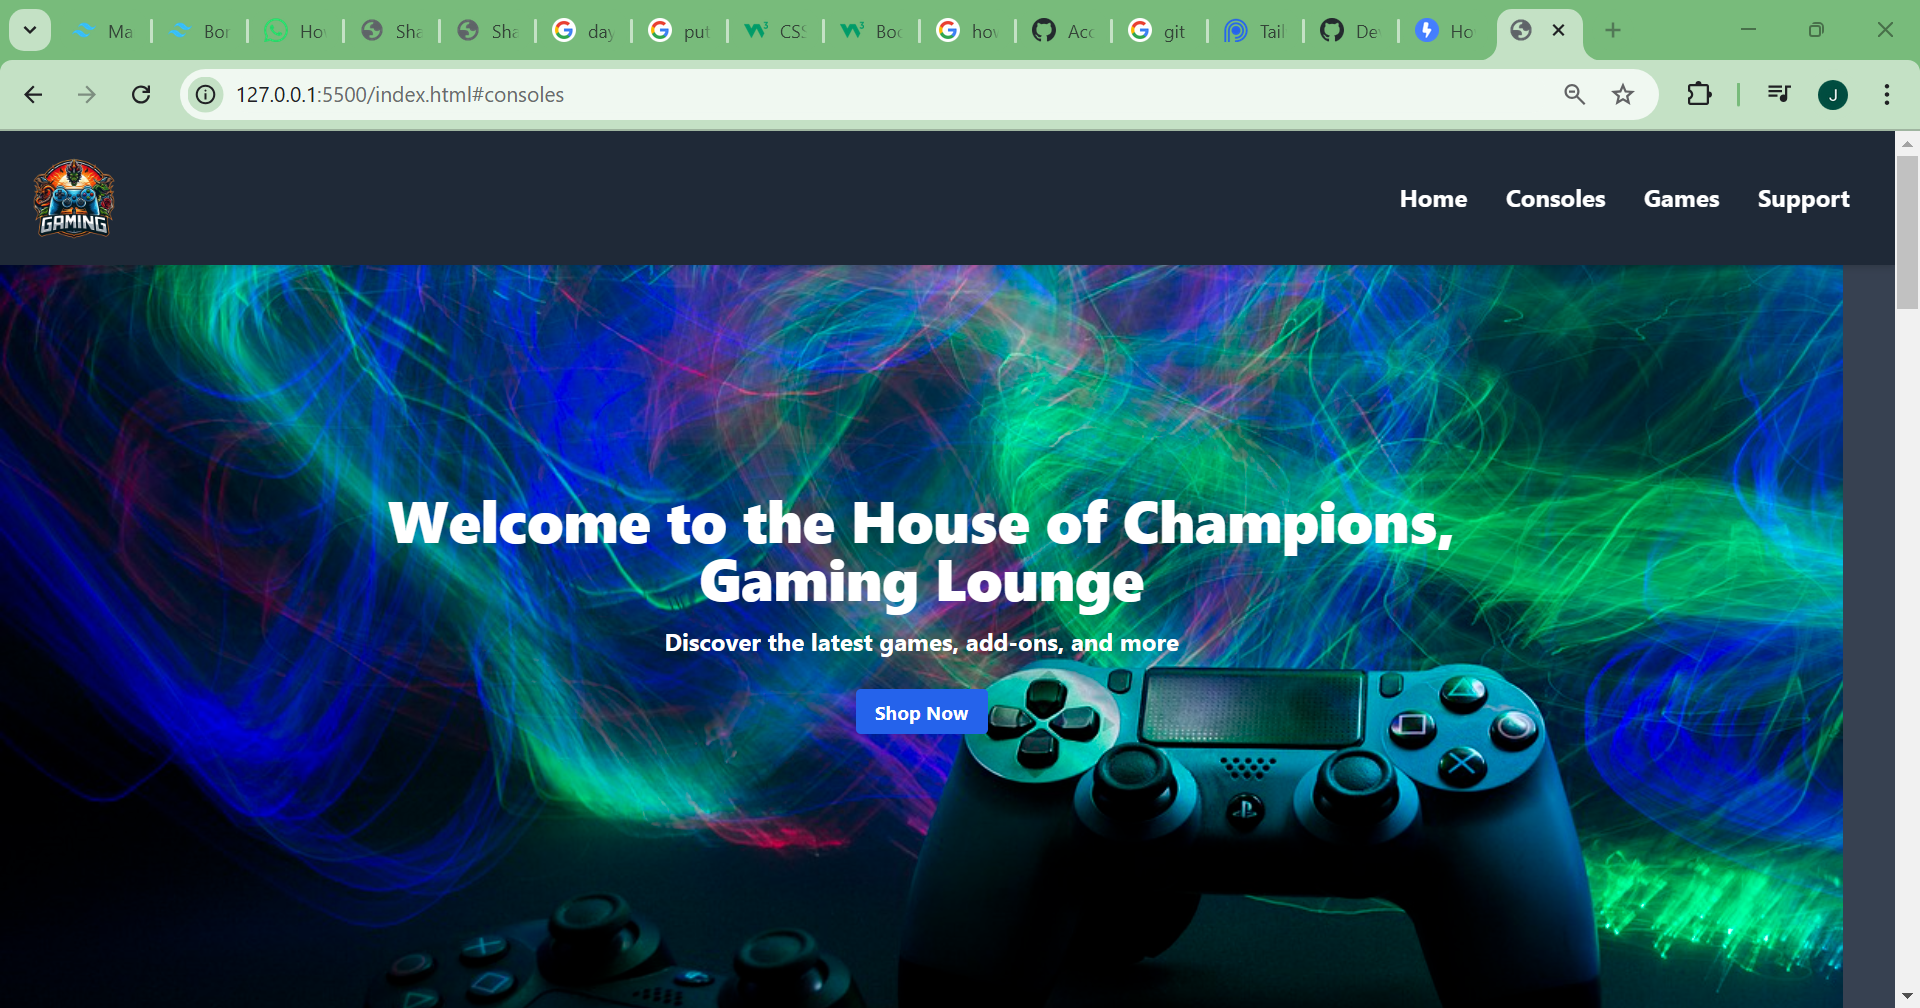 Ma
Bor
Ho
Sha
Sha
day
put
CSS
Boo
how
Acc
git
Tail
De
Ho
127.0.0.1:5500/index.html#consoles
J
GAMING
Home
Consoles
Games
Support
Welcome to the House of Champions,
Gaming Lounge
Discover the latest games, add-ons, and more
Shop Now